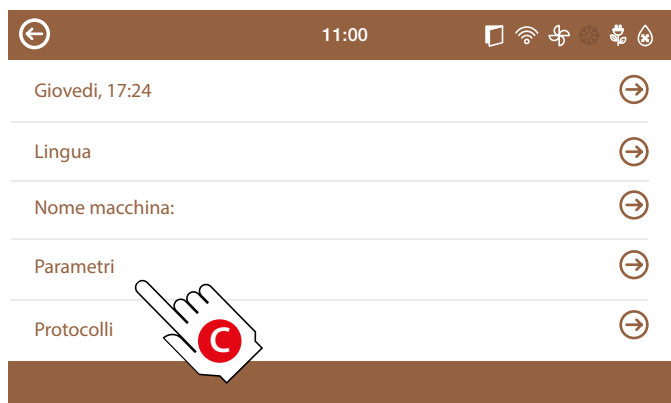 11:00
Giovedi, 17:24
Lingua
Nome macchina:
Parametri
Protocolli
C